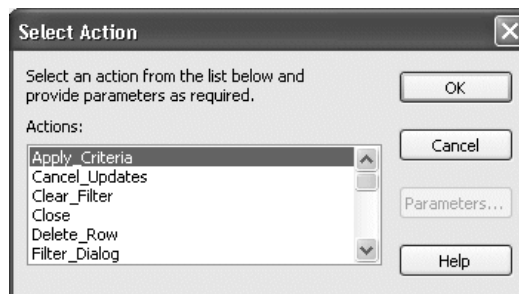 Select Action
Select an action from the list below and
provide parameters as required.
Actions:
Apply_Criteria
Cancel_Updates
Clear_Filter
Close
Delete_Row
Filter_Dialog
OK
Cancel
Parameters...
Help